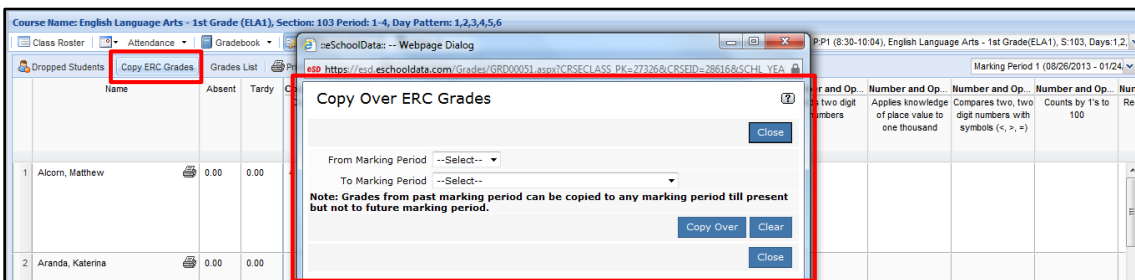 Course Name: English Language Arts - 1st Grade (ELA1), Section: 103 Period: 1-4, Day Pattern: 1,2,3,4,5,6
Class Roster Attendance Gradebook
::eSchoolData:: -- Webpage Dialog
P:P1 (8:30-10:04), English Language Arts - 1st Grade(ELA1), S:103, Days:1,2,
Dropped Students Copy ERC Grades Grades List
https://esd.eschooldata.com/Grades/GRD00051.aspx?CRSECLASS_PK=27326&CRSEID=28616&SCHL_YEA
Marking Period 1 (08/26/2013 - 01/24
Name Absent Tardy
Copy Over ERC Grades
Close
From Marking Period --Select--
To Marking Period --Select--
Note: Grades from past marking period can be copied to any marking period till present
but not to future marking period.
Copy Over Clear
Close
Number and Op... Number and Op... Number and Op...
two digit Applies knowledge Compares two, two Counts by 1's to
of place value to digit numbers with 100
one thousand symbols (<, >, =)
1 Alcorn, Matthew 0.00 0.00
2 Aranda, Katerina 0.00 0.00